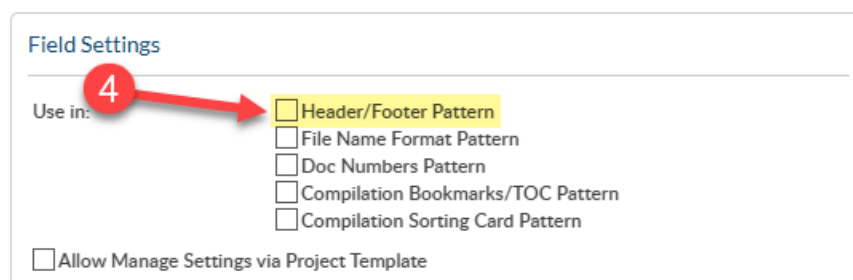 Field Settings
4
Use in:
Header/Footer Pattern
File Name Format Pattern
Doc Numbers Pattern
Compilation Bookmarks/TOC Pattern
Compilation Sorting Card Pattern
Allow Manage Settings via Project Template